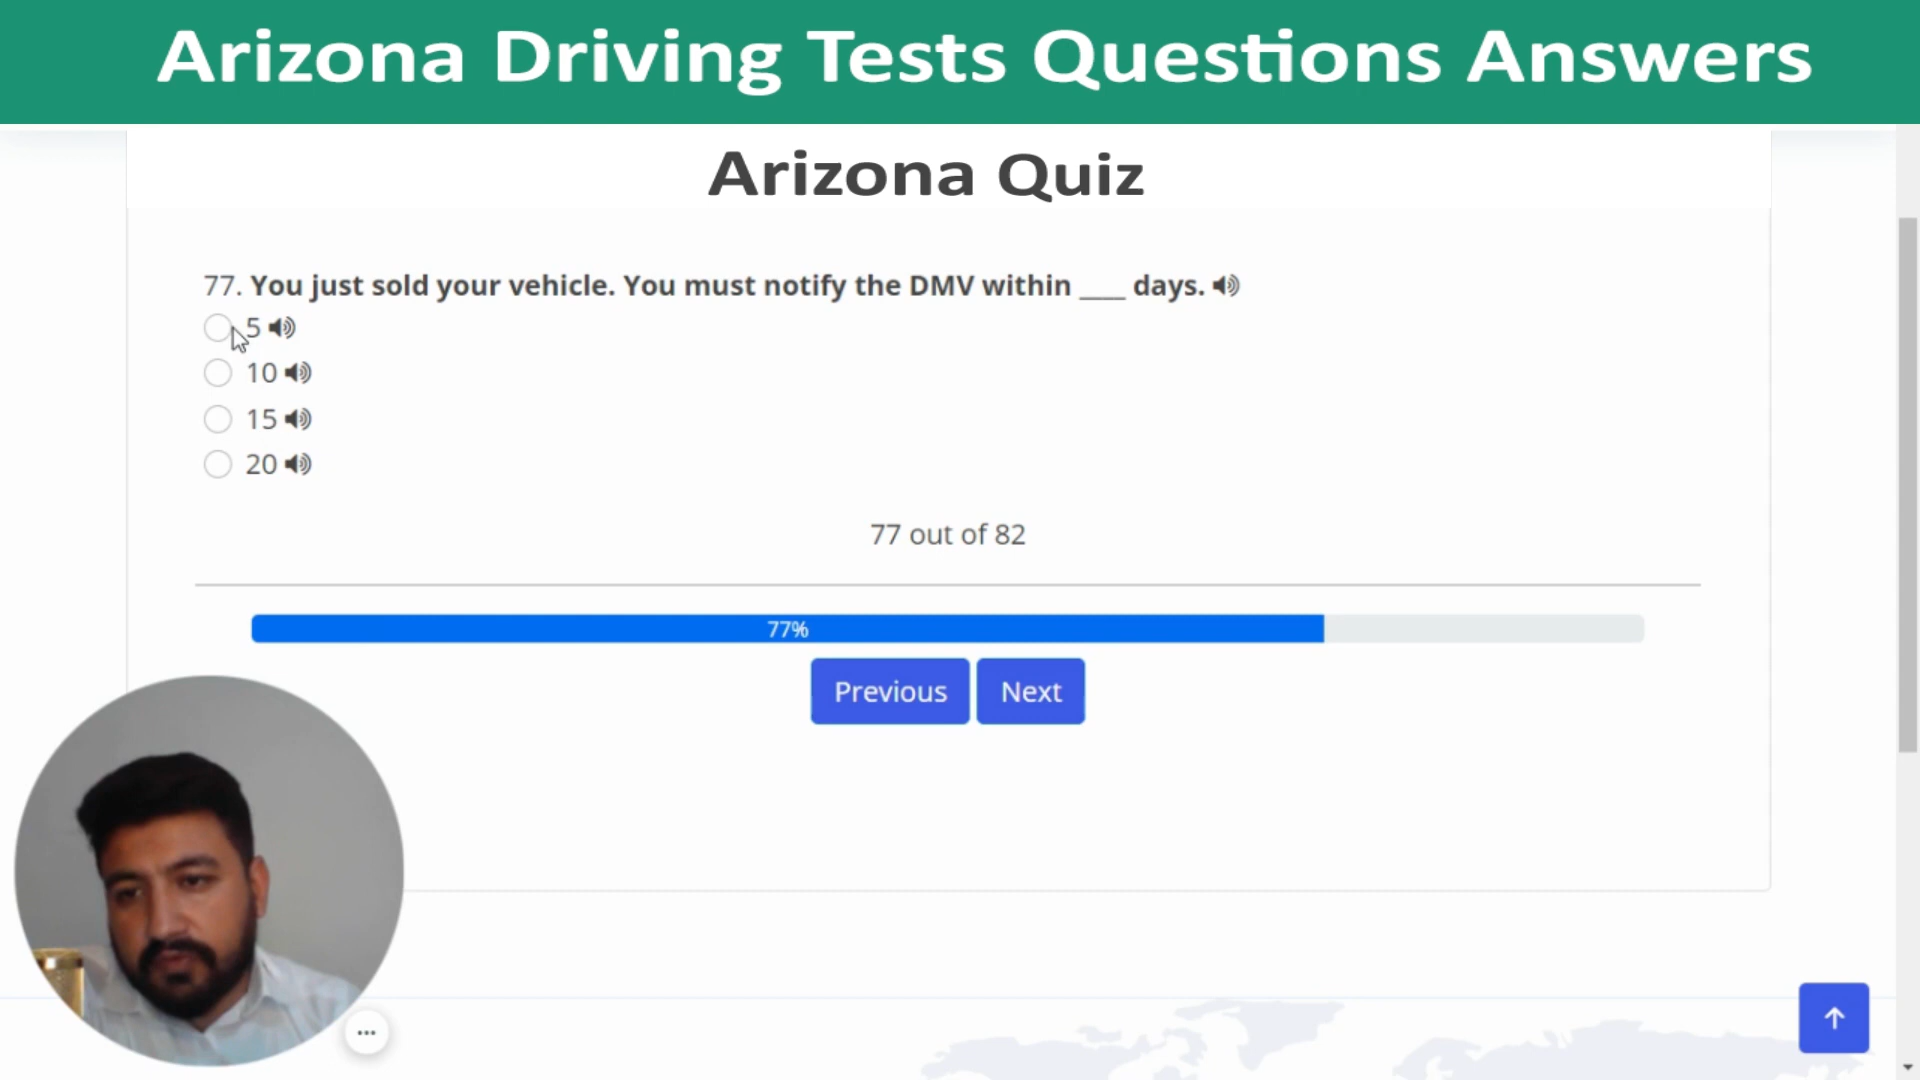 Arizona Driving Tests Questions Answers
Arizona Quiz
77. You just sold your vehicle. You must notify the DMV within ____ days.
5
10
15
20
77 out of 82
77%
Previous Next